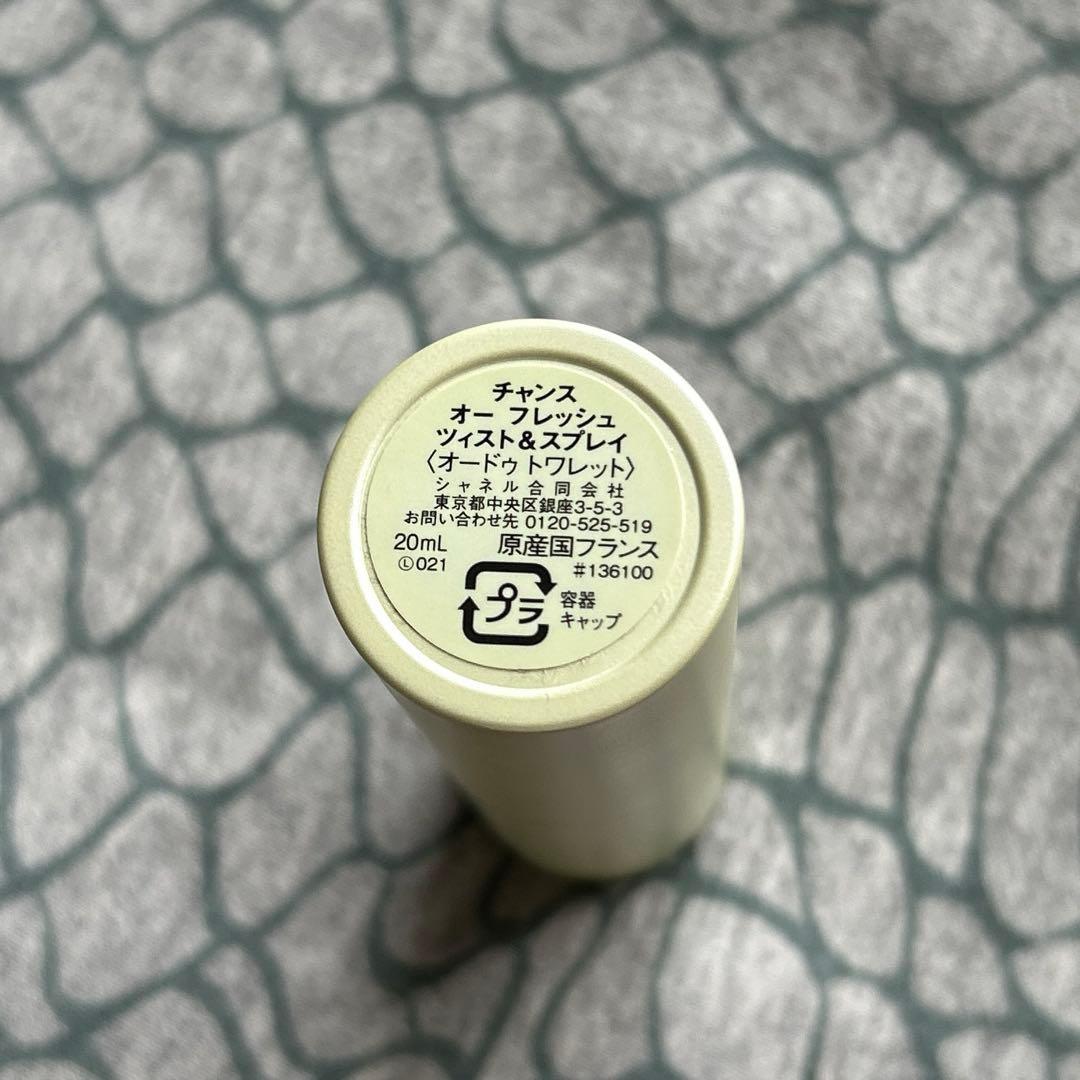 チャンス
オー フレッシュ
ツィスト&スプレイ
〈オードゥ トワレット〉
シャネル合同会社
東京都中央区銀座3-5-3
お問い合わせ先 0120-525-519
20mL 原産国フランス
Ⓛ021 #136100
プラ 容器
キャップ